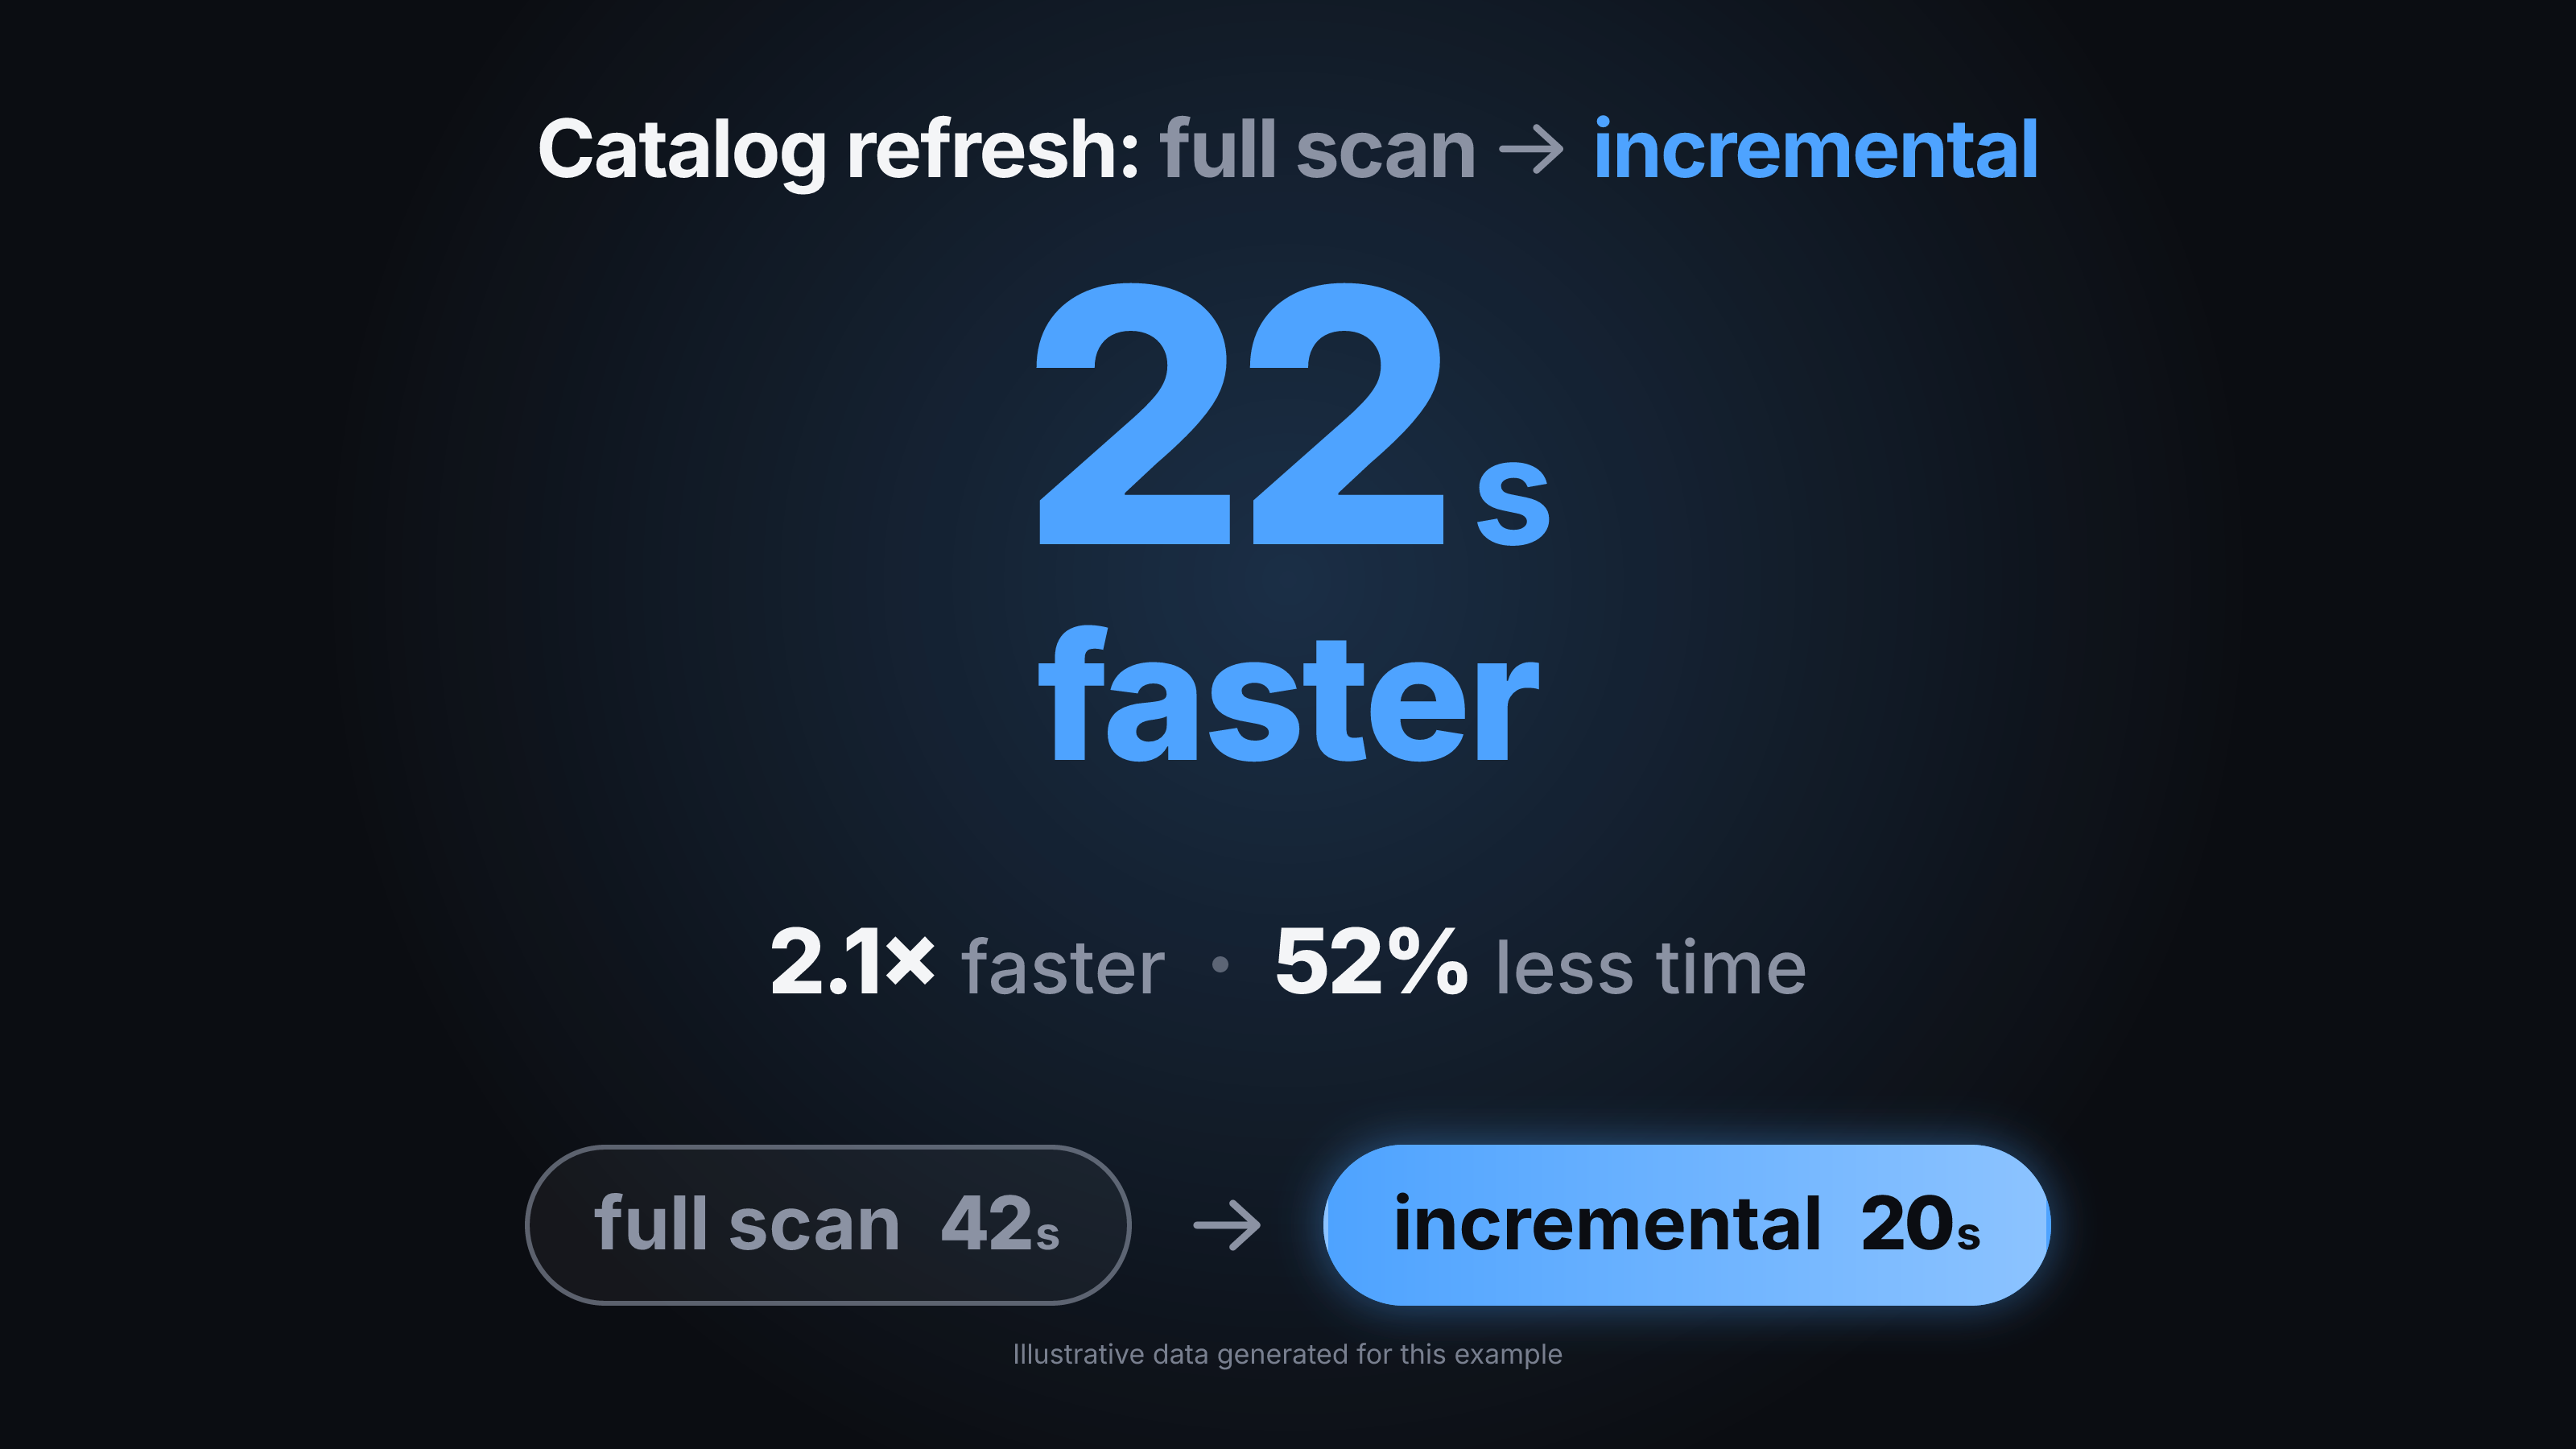 Catalog refresh: full scan → incremental
22 s
faster
2.1× faster • 52% less time
full scan 42s → incremental 20s
Illustrative data generated for this example